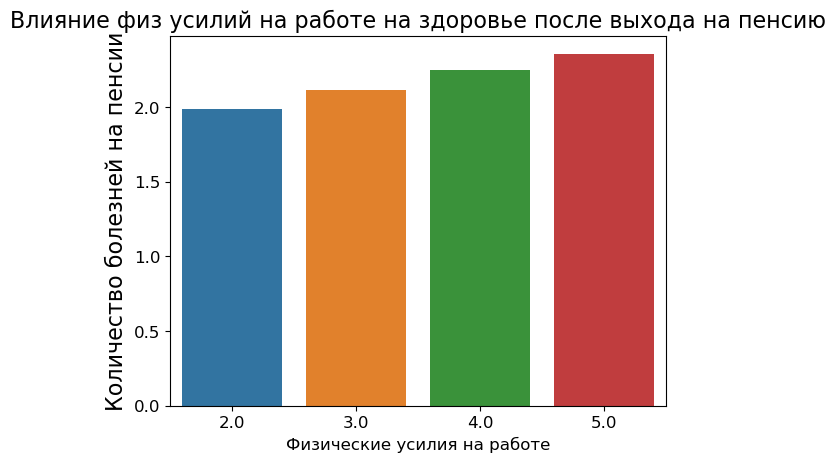 Влияние физ усилий на работе на здоровье после выхода на пенсию
Количество болезней на пенсии
2.0
1.5
1.0
0.5
0.0
2.0 3.0 4.0 5.0
Физические усилия на работе